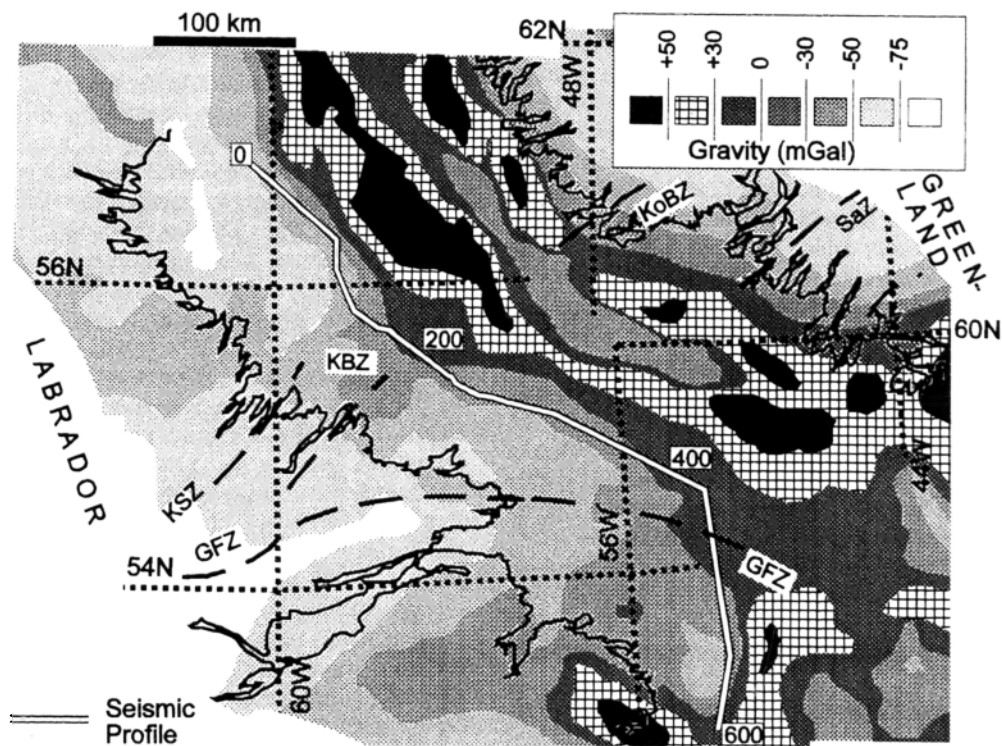 100 km
62N
48W
+50
+30
0
-30
-50
-75
Gravity (mGal)
0
KoBZ
SaZ
GREEN-
LAND
56N
60N
200
KBZ
LABRADOR
44W
400
KSZ
GFZ
56W
54N
GFZ
60W
Seismic
Profile
600